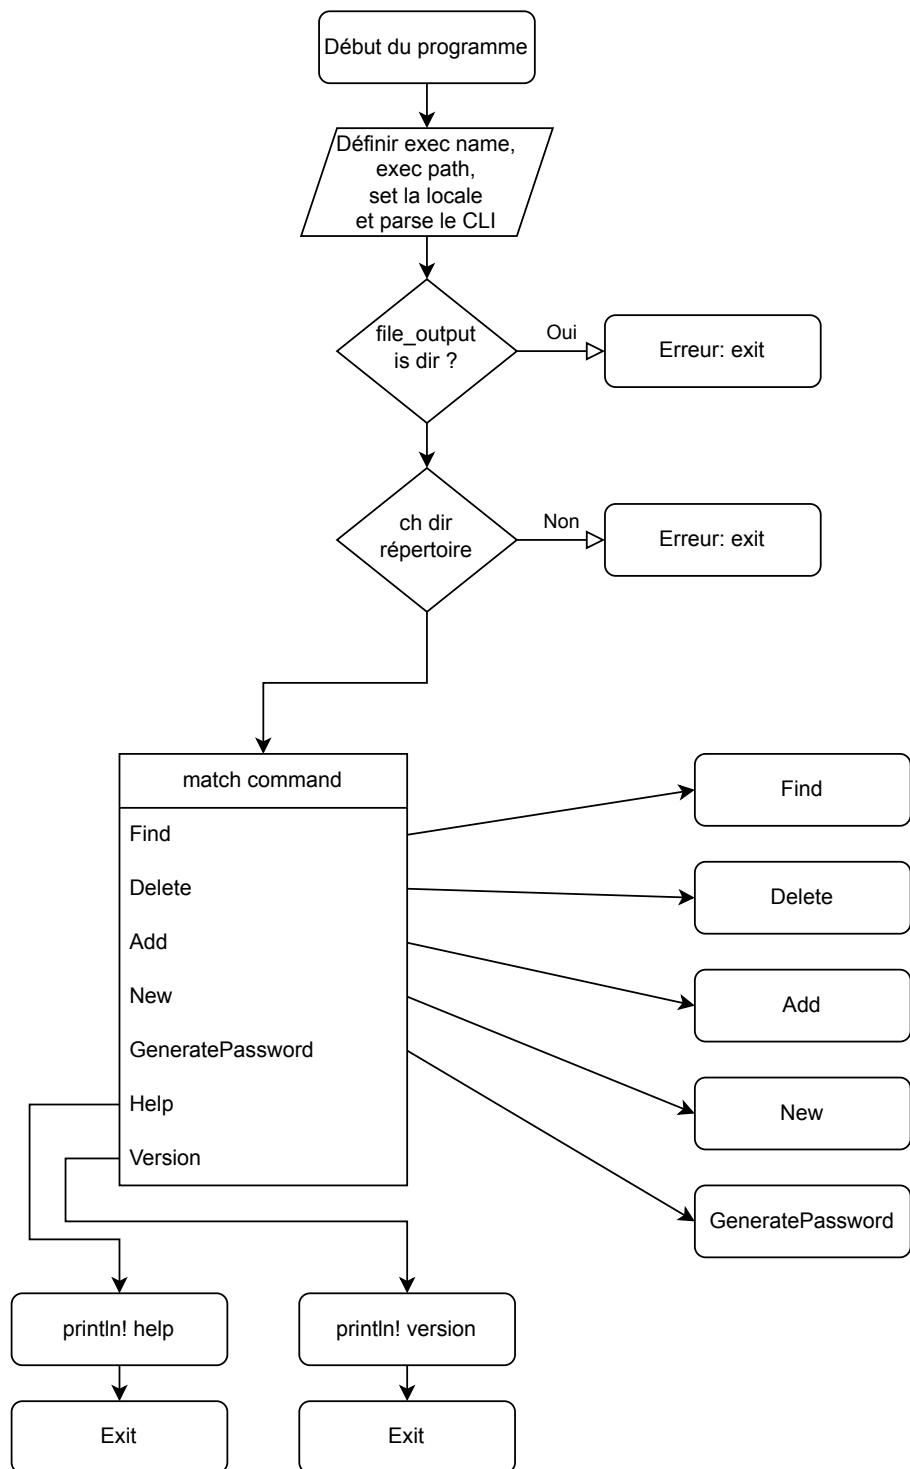 Début du programme
Définir exec name,
exec path,
set la locale
et parse le CLI
file_output
is dir ?
Oui
Erreur: exit
ch dir
répertoire
Non
Erreur: exit
match command
Find
Delete
Add
New
GeneratePassword
Help
Version
Find
Delete
Add
New
GeneratePassword
println! help
println! version
Exit
Exit